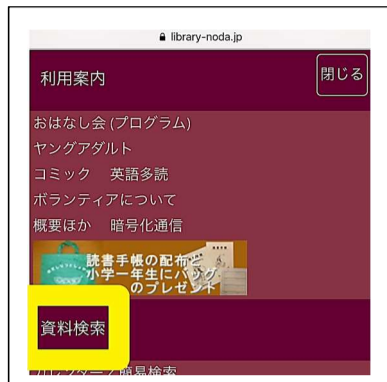 library-noda.jp
利用案内
閉じる
おはなし会 (プログラム)
ヤングアダルト
コミック 英語多読
ボランティアについて
概要ほか 暗号化通信
読書手帳の配布と
小学一年生にバッグ
のプレゼント
資料検索
簡易検索